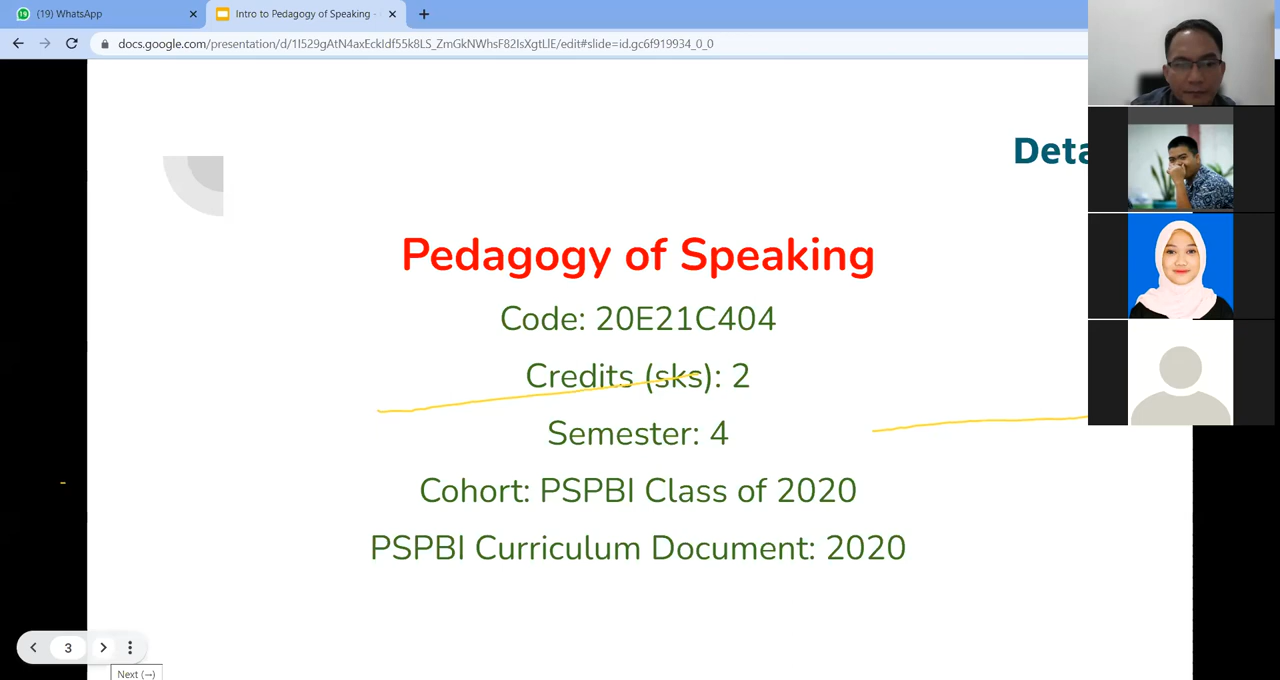 (19) WhatsApp
Intro to Pedagogy of Speaking -
docs.google.com/presentation/d/1I529gAtN4axEckIdf55k8LS_ZmGkNWhsF82IsXgtLlE/edit#slide=id.gc6f919934_0_0
Deta
Pedagogy of Speaking
Code: 20E21C404
Credits (sks): 2
Semester: 4
Cohort: PSPBI Class of 2020
PSPBI Curriculum Document: 2020
3
Next (→)